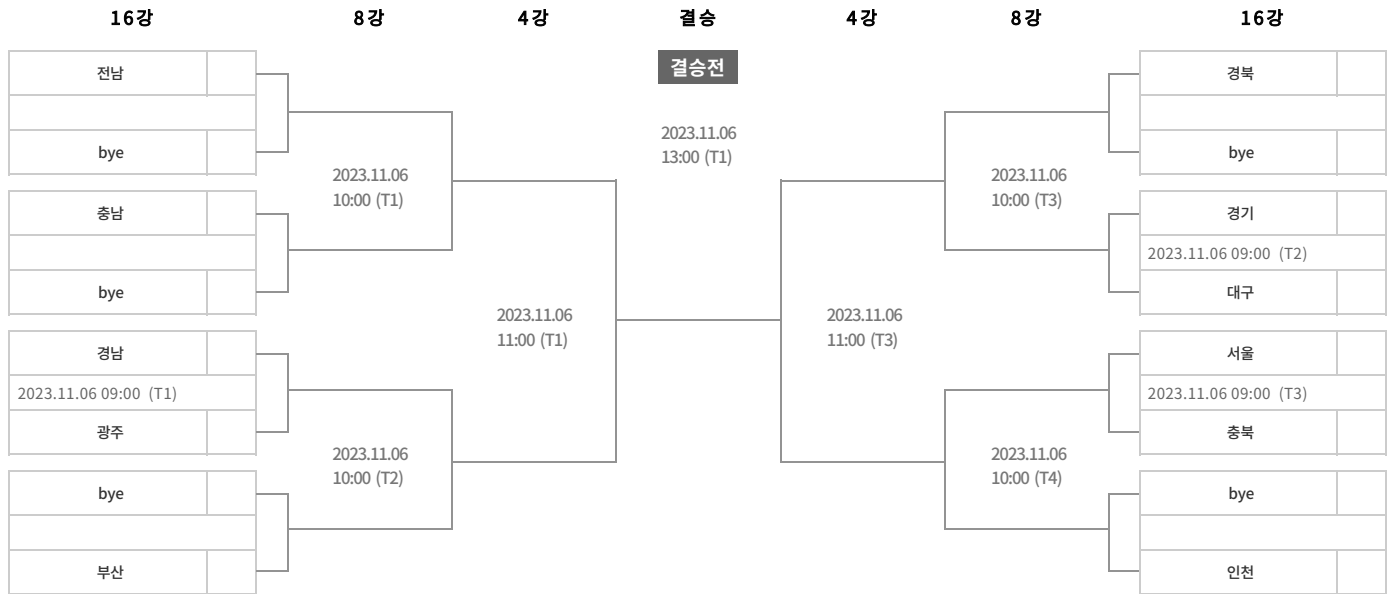 16강 8강 4강 결승 4강 8강 16강
결승전
전남
bye
충남
bye
경남
2023.11.06 09:00 (T1)
광주
bye
부산
2023.11.06
10:00 (T1)
2023.11.06
10:00 (T2)
2023.11.06
11:00 (T1)
2023.11.06
13:00 (T1)
2023.11.06
11:00 (T3)
2023.11.06
10:00 (T3)
2023.11.06
10:00 (T4)
경북
bye
경기
2023.11.06 09:00 (T2)
대구
서울
2023.11.06 09:00 (T3)
충북
bye
인천